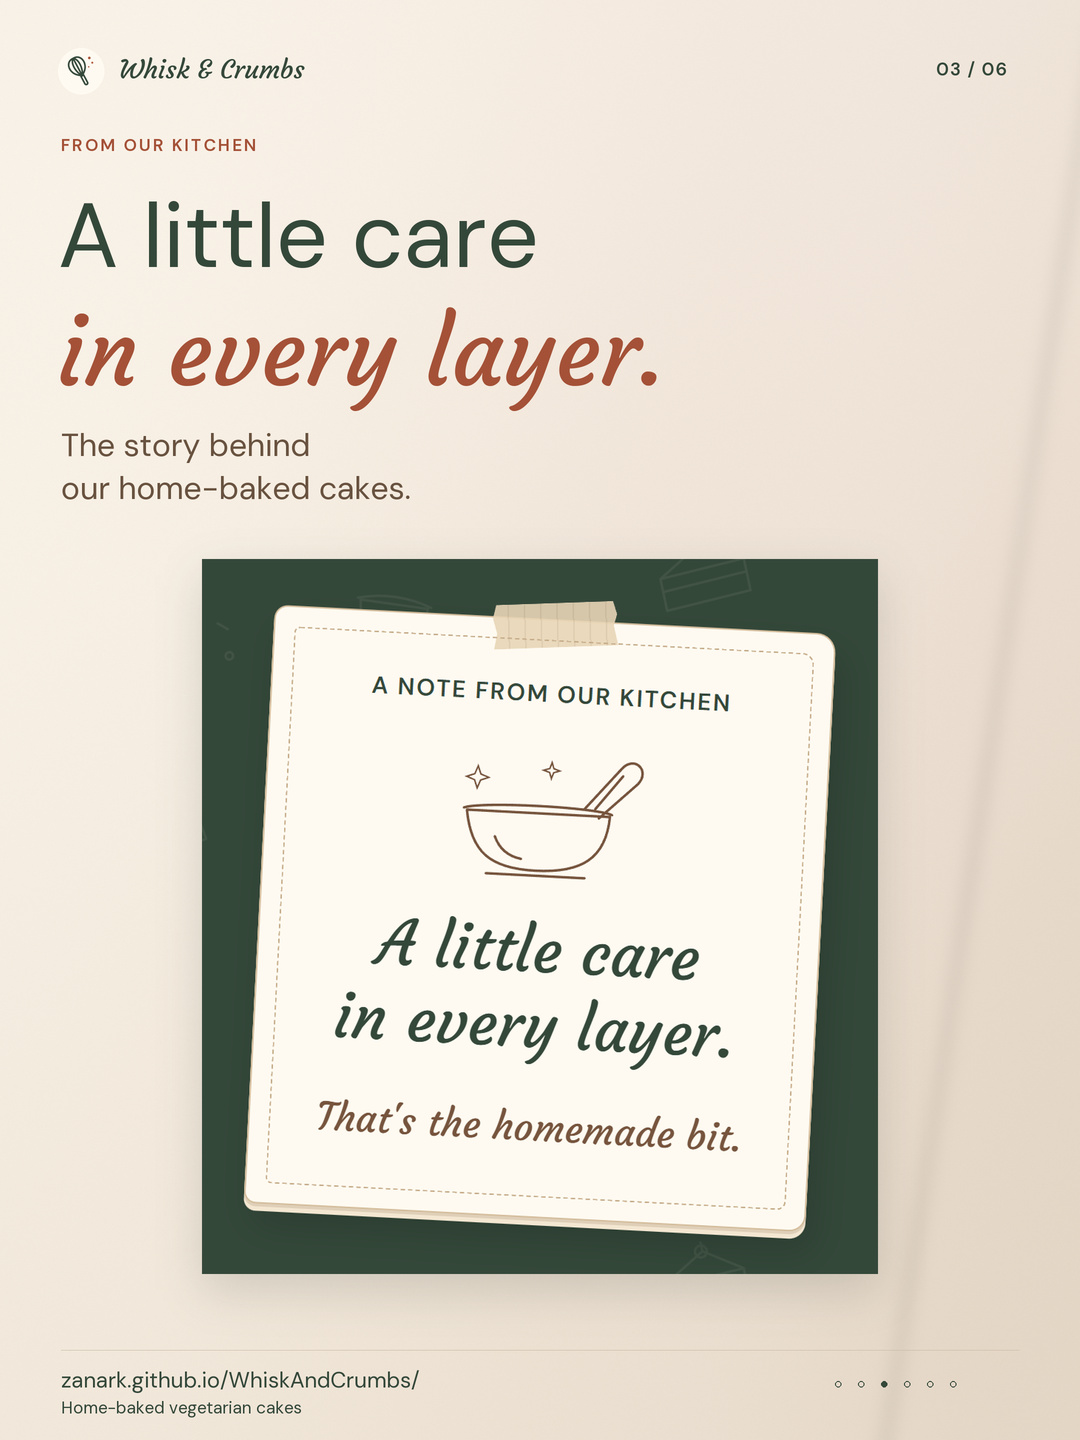 Whisk & Crumbs
03 / 06
FROM OUR KITCHEN
A little care
in every layer.
The story behind
our home-baked cakes.
A NOTE FROM OUR KITCHEN
A little care
in every layer.
That's the homemade bit.
zanark.github.io/WhiskAndCrumbs/
Home-baked vegetarian cakes